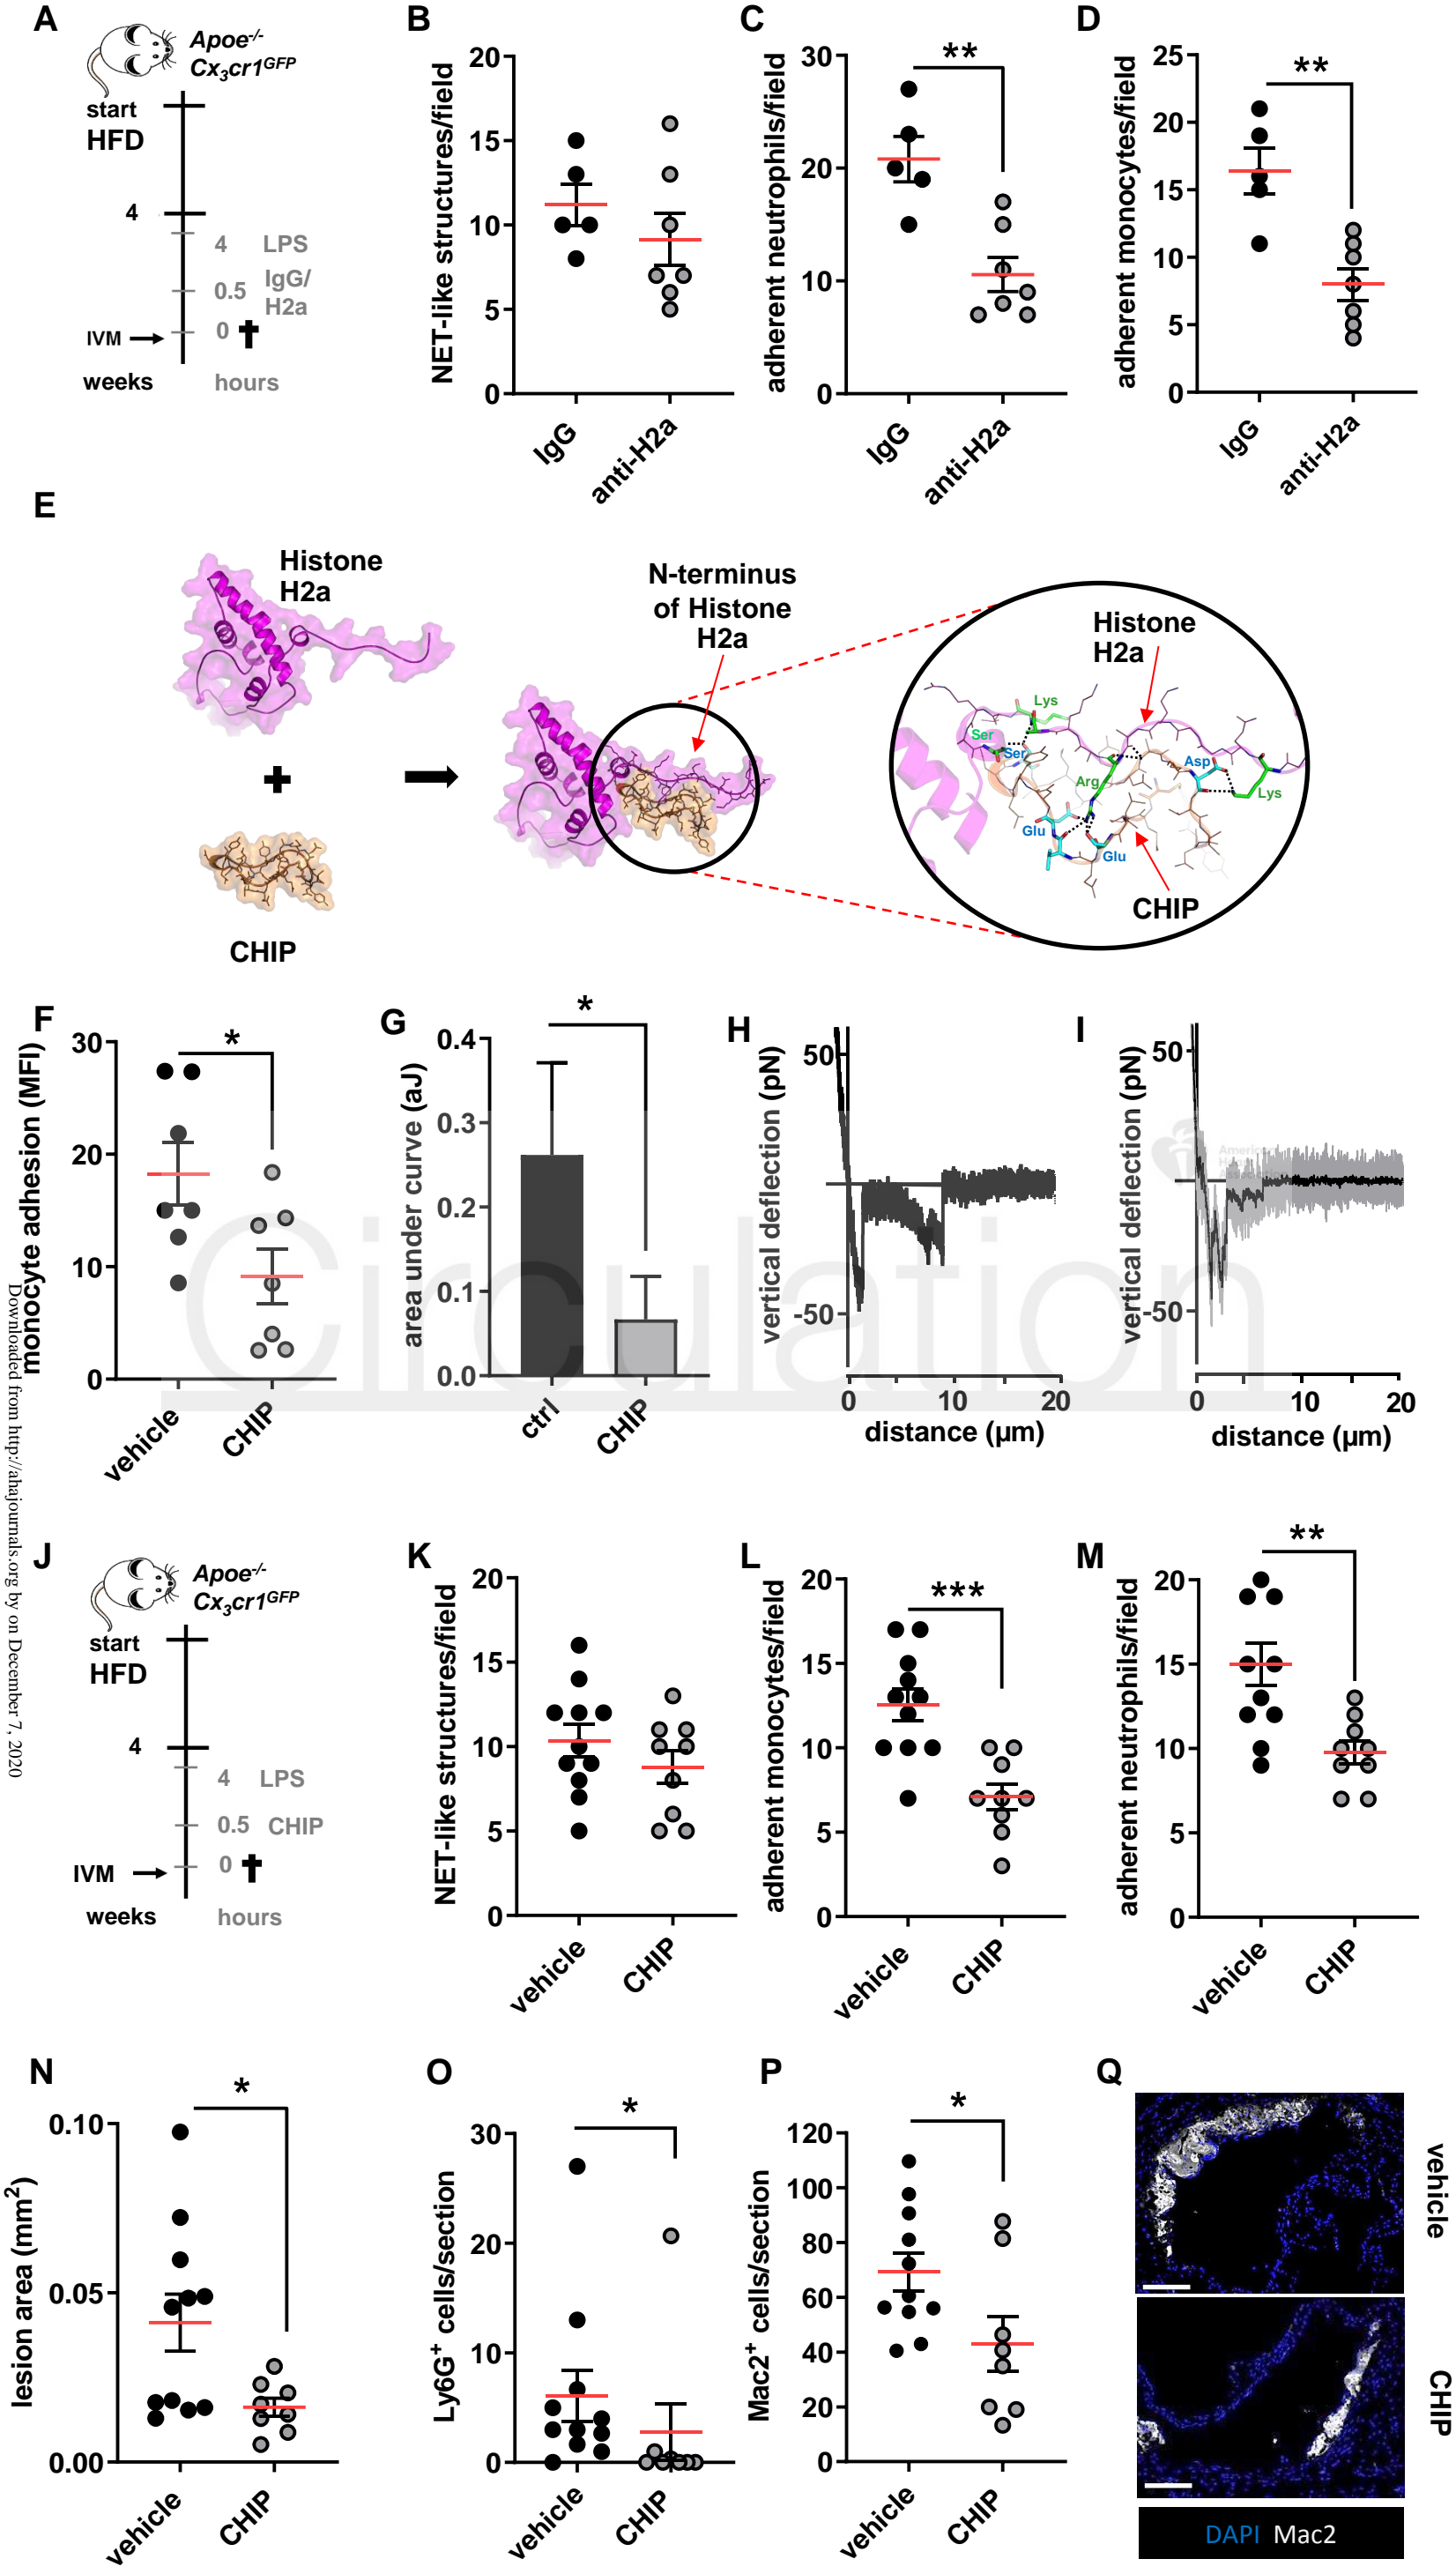 A
Apoe-/-
Cx3cr1GFP
start
HFD
4
4 LPS
0.5 IgG/
H2a
IVM
0
weeks hours
B
NET-like structures/field
20
15
10
5
0
IgG
anti-H2a
C
adherent neutrophils/field
30
20
10
0
**
IgG
anti-H2a
D
adherent monocytes/field
25
20
15
10
5
0
**
IgG
anti-H2a
E
Histone
H2a
+
CHIP
N-terminus
of Histone
H2a
Histone
H2a
Lys
Ser
Ser
Asp
Arg
Lys
Glu
Glu
CHIP
F
monocyte adhesion (MFI)
30
20
10
0
*
vehicle
CHIP
G
area under curve (aJ)
0.4
0.3
0.2
0.1
0.0
*
ctrl
CHIP
H
vertical deflection (pN)
50
-50
0 10 20
distance (µm)
I
vertical deflection (pN)
50
-50
0 10 20
distance (µm)
Circulation
Downloaded from http://ahajournals.org by on December 7, 2020
J
Apoe-/-
Cx3cr1GFP
start
HFD
4
4 LPS
0.5 CHIP
IVM
0
weeks hours
K
NET-like structures/field
20
15
10
5
0
vehicle
CHIP
L
adherent monocytes/field
20
15
10
5
0
***
vehicle
CHIP
M
adherent neutrophils/field
20
15
10
5
0
**
vehicle
CHIP
N
lesion area (mm2)
0.10
0.05
0.00
*
vehicle
CHIP
O
Ly6G+ cells/section
30
20
10
0
*
vehicle
CHIP
P
Mac2+ cells/section
120
100
80
60
40
20
0
*
vehicle
CHIP
Q
vehicle
CHIP
DAPI Mac2